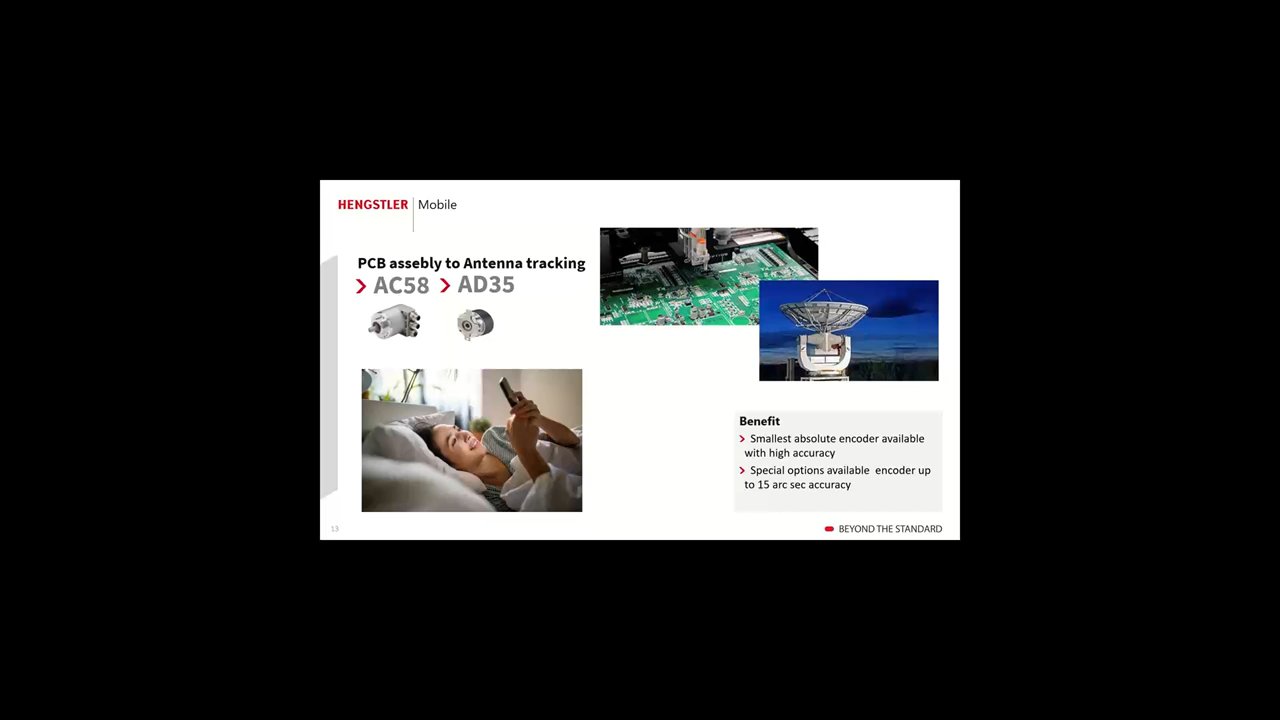 HENGSTLER Mobile
PCB assebly to Antenna tracking
AC58 AD35
Benefit
Smallest absolute encoder available
with high accuracy
Special options available encoder up
to 15 arc sec accuracy
13
BEYOND THE STANDARD